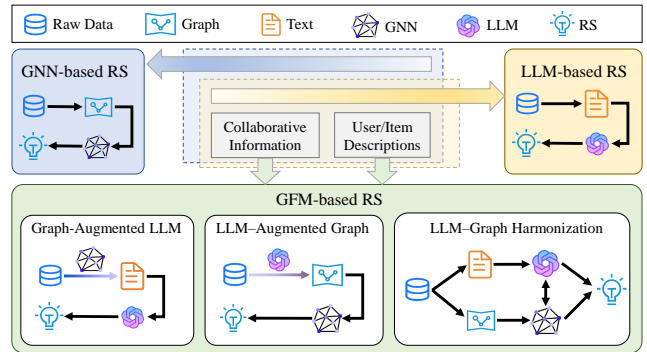 Raw Data
Graph
Text
GNN
LLM
RS
GNN-based RS
LLM-based RS
Collaborative
Information
User/Item
Descriptions
GFM-based RS
Graph-Augmented LLM
LLM–Augmented Graph
LLM–Graph Harmonization